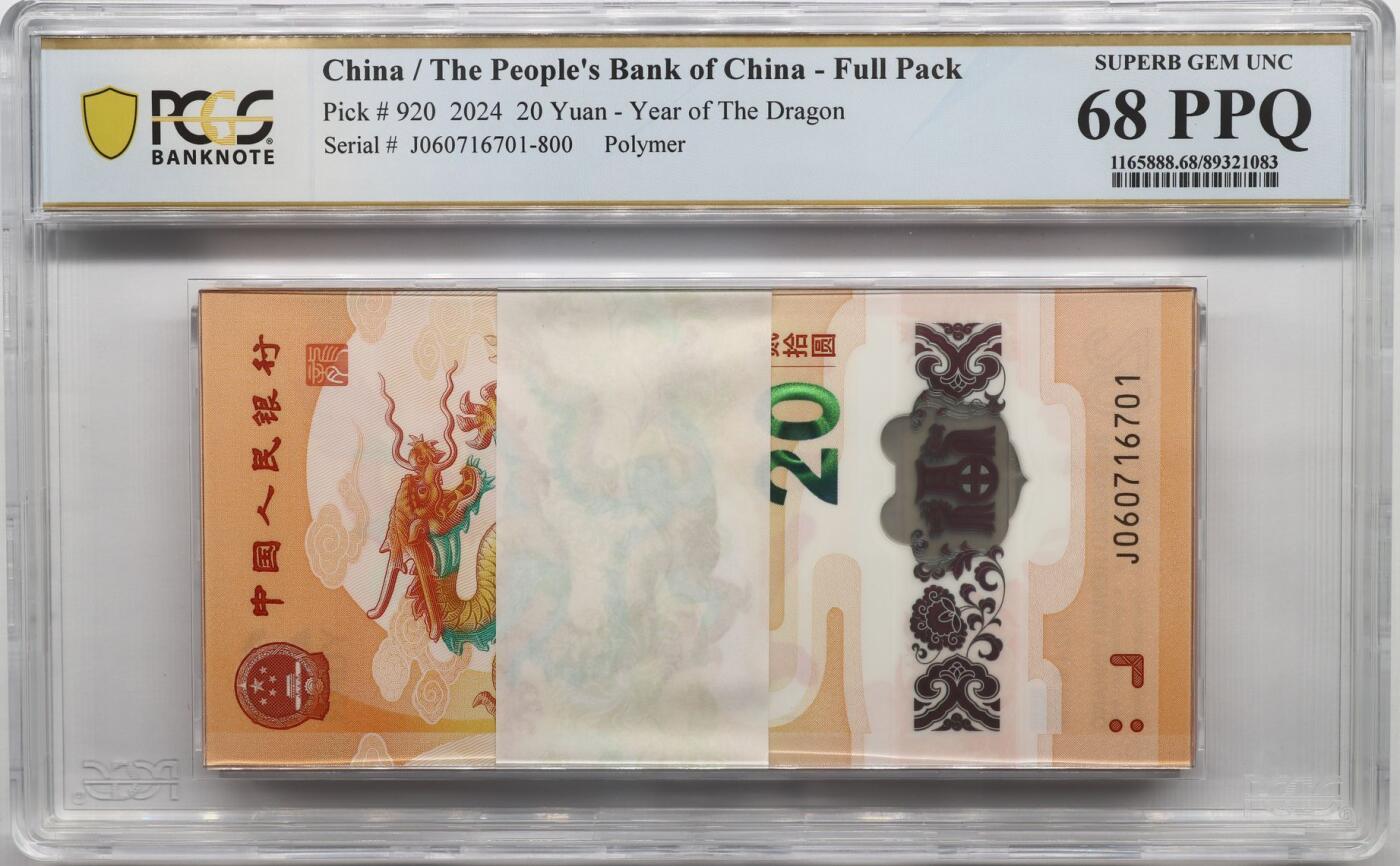 PCGS
BANKNOTE
China / The People's Bank of China - Full Pack
Pick # 920 2024 20 Yuan - Year of The Dragon
Serial # J060716701-800 Polymer
SUPERB GEM UNC
68 PPQ
1165888.68/89321083
中国人民银行
拾圆
20
J060716701
PCGS